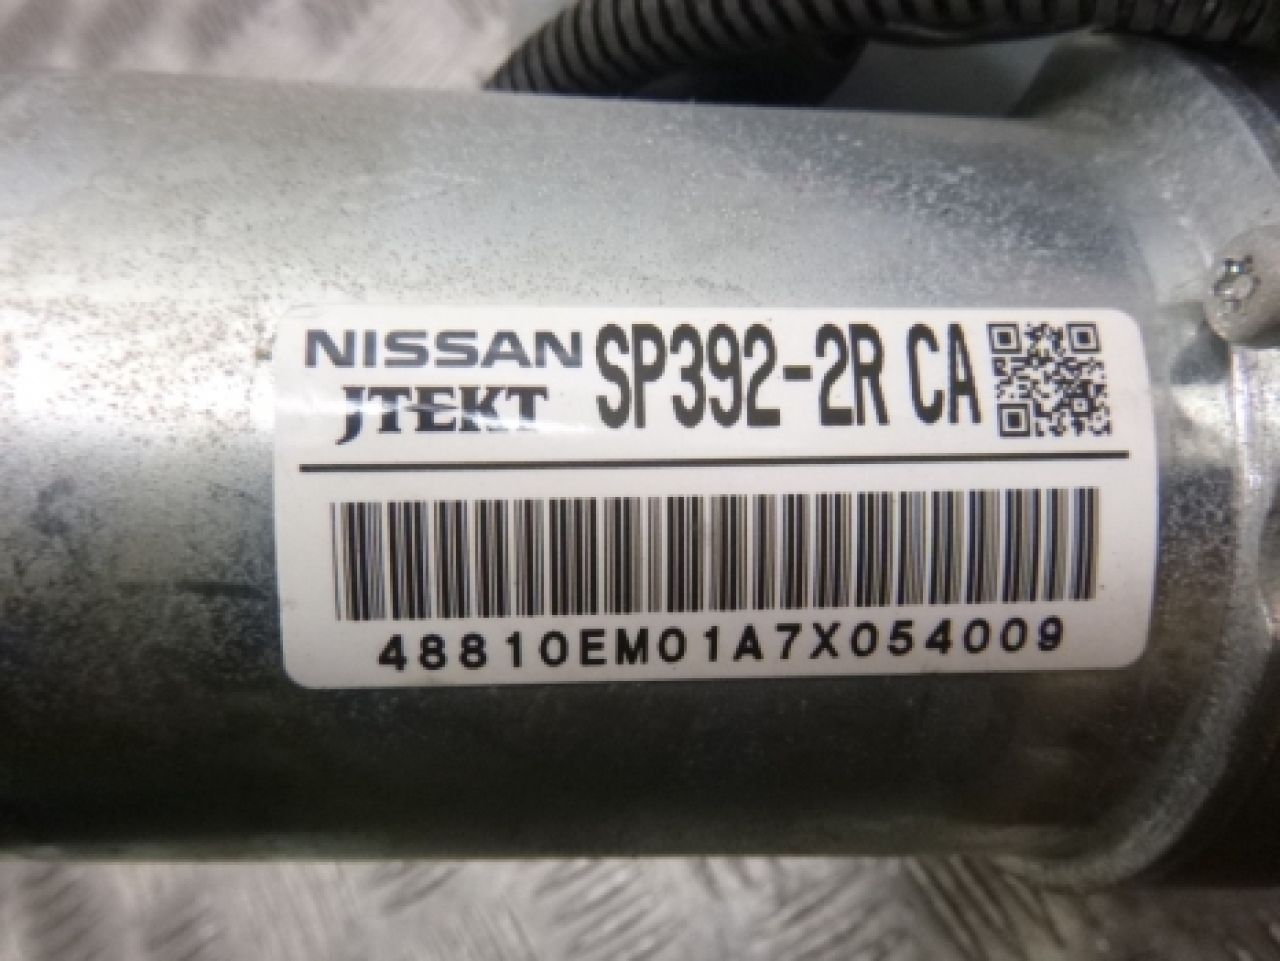 NISSAN SP392-2R CA
JTEKT
48810EM01A7X054009